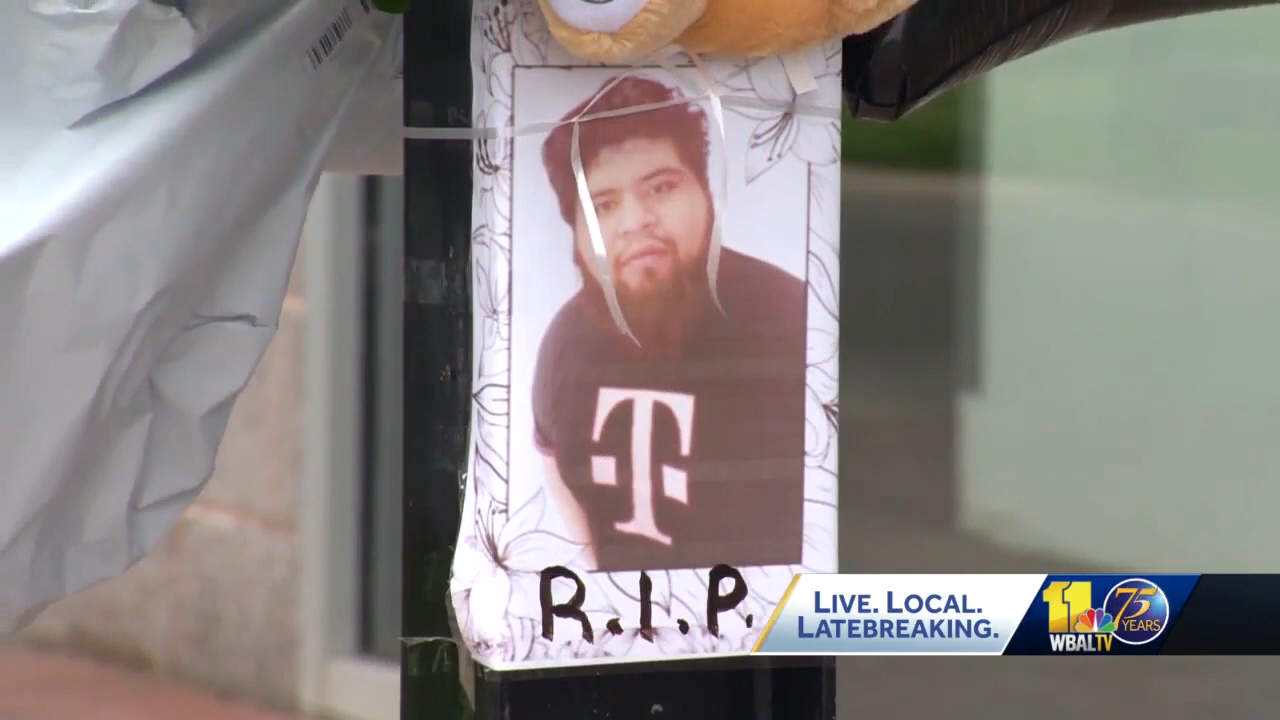 T
R.I.P.
LIVE. LOCAL.
LATEBREAKING.
11
WBALTV
75
YEARS